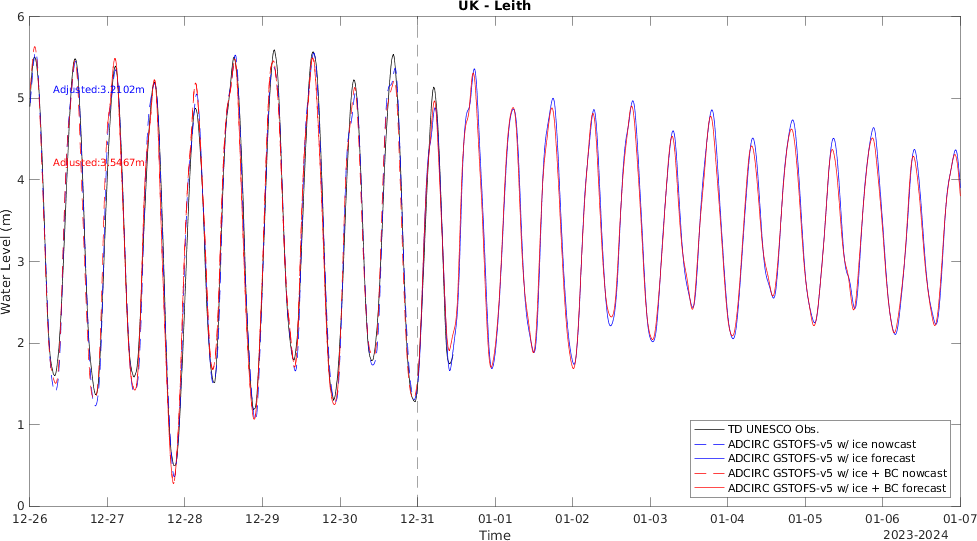 UK - Leith
6
5
4
3
2
1
0
Water Level (m)
Adjusted:3.2102m
Adjusted:3.5467m
TD UNESCO Obs.
ADCIRC GSTOFS-v5 w/ ice nowcast
ADCIRC GSTOFS-v5 w/ ice forecast
ADCIRC GSTOFS-v5 w/ ice + BC nowcast
ADCIRC GSTOFS-v5 w/ ice + BC forecast
12-26 12-27 12-28 12-29 12-30 12-31 01-01 01-02 01-03 01-04 01-05 01-06 01-07
Time
2023-2024